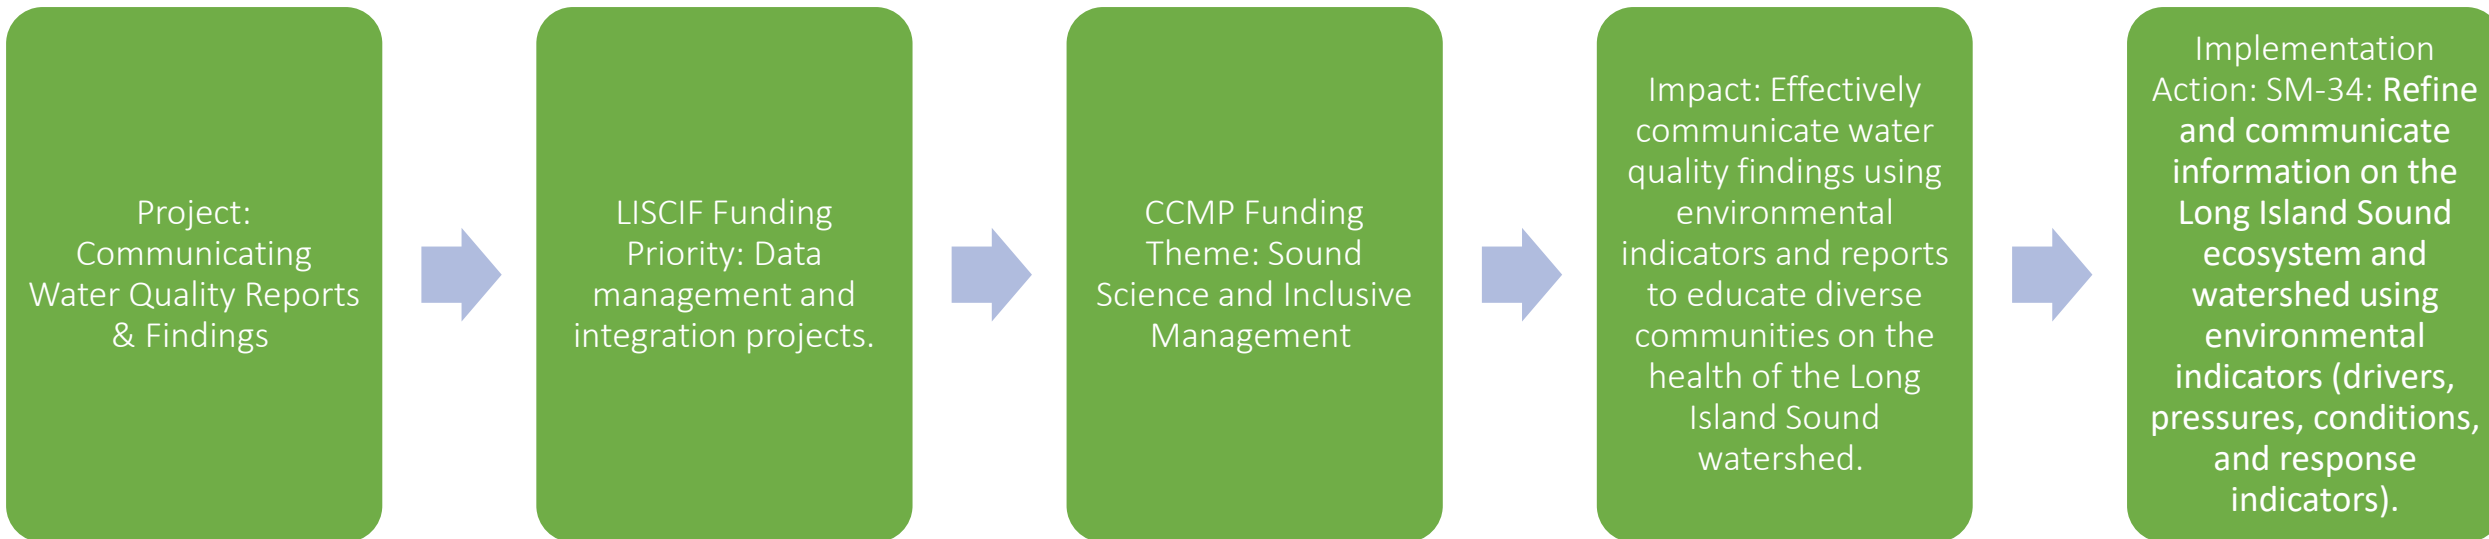 Project:
Communicating
Water Quality Reports
& Findings
LISCIF Funding
Priority: Data
management and
integration projects.
CCMP Funding
Theme: Sound
Science and Inclusive
Management
Impact: Effectively
communicate water
quality findings using
environmental
indicators and reports
to educate diverse
communities on the
health of the Long
Island Sound
watershed.
Implementation
Action: SM-34: Refine
and communicate
information on the
Long Island Sound
ecosystem and
watershed using
environmental
indicators (drivers,
pressures, conditions,
and response
indicators).